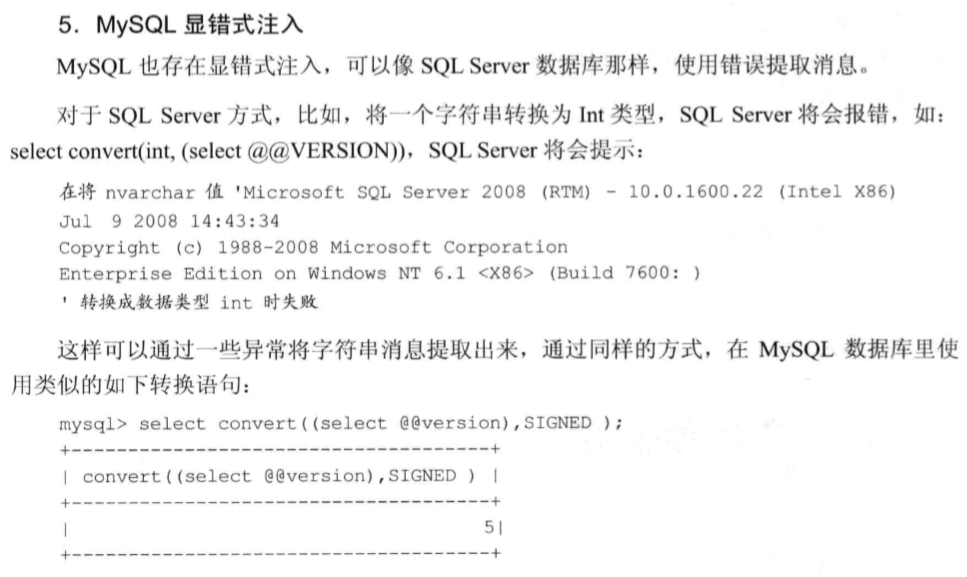 5．MySQL 显错式注入
MySQL 也存在显错式注入，可以像 SQL Server 数据库那样，使用错误提取消息。
对于 SQL Server 方式，比如，将一个字符串转换为 Int 类型，SQL Server 将会报错，如：
select convert(int, (select @@VERSION))，SQL Server 将会提示：
在将 nvarchar 值 'Microsoft SQL Server 2008 (RTM) - 10.0.1600.22 (Intel X86)
Jul  9 2008 14:43:34
Copyright (c) 1988-2008 Microsoft Corporation
Enterprise Edition on Windows NT 6.1 <X86> (Build 7600: )
' 转换成数据类型 int 时失败
这样可以通过一些异常将字符串消息提取出来，通过同样的方式，在 MySQL 数据库里使
用类似的如下转换语句：
mysql> select convert((select @@version),SIGNED );
+-------------------------------------+
| convert((select @@version),SIGNED ) |
+-------------------------------------+
|                                    5|
+-------------------------------------+